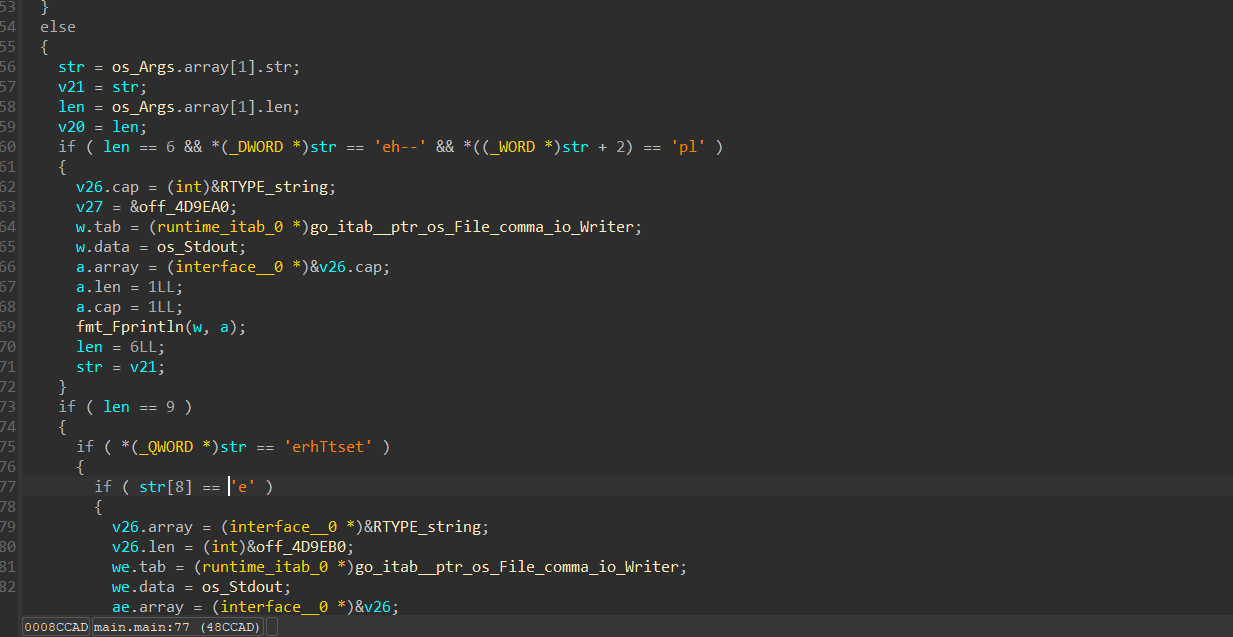 53 }
54 else
55 {
56 str = os_Args.array[1].str;
57 v21 = str;
58 len = os_Args.array[1].len;
59 v20 = len;
60 if ( len == 6 && *(_DWORD *)str == 'eh--' && *((_WORD *)str + 2) == 'pl' )
61 {
62 v26.cap = (int)&RTYPE_string;
63 v27 = &off_4D9EA0;
64 w.tab = (runtime_itab_0 *)go_itab__ptr_os_File_comma_io_Writer;
65 w.data = os_Stdout;
66 a.array = (interface__0 *)&v26.cap;
67 a.len = 1LL;
68 a.cap = 1LL;
69 fmt_Fprintln(w, a);
70 len = 6LL;
71 str = v21;
72 }
73 if ( len == 9 )
74 {
75 if ( *(_QWORD *)str == 'erhTtset' )
76 {
77 if ( str[8] == 'e' )
78 {
79 v26.array = (interface__0 *)&RTYPE_string;
80 v26.len = (int)&off_4D9EB0;
81 we.tab = (runtime_itab_0 *)go_itab__ptr_os_File_comma_io_Writer;
82 we.data = os_Stdout;
ae.array = (interface__0 *)&v26;
0008CCAD main.main:77 (48CCAD)